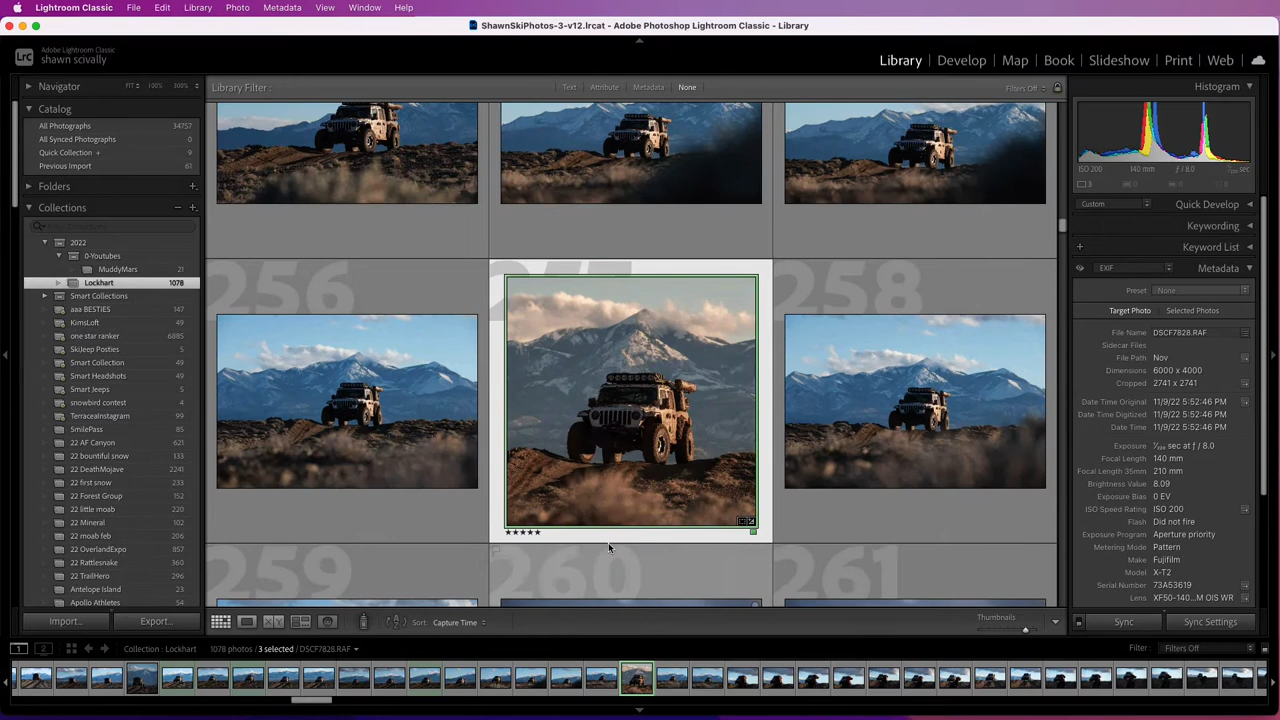 Lightroom Classic File Edit Library Photo Metadata View Window Help
ShawnSkiPhotos-3-v12.lrcat - Adobe Photoshop Lightroom Classic - Library
Lrc
Adobe Lightroom Classic
shawn scivally
Library | Develop | Map | Book | Slideshow | Print | Web
Navigator FIT 100% 300%
Library Filter : Text Attribute Metadata None Filters Off
Histogram
Catalog
All Photographs 34757
All Synced Photographs 0
Quick Collection + 9
Previous Import 61
Folders +
Collections − +
2022
0-Youtubes
MuddyMars 21
Lockhart 1078
Smart Collections
aaa BESTIES 147
KimsLoft 49
one star ranker 6885
SkiJeep Posties 5
Smart Collection 49
Smart Headshots
Smart Jeeps 5
snowbird contest 4
TerraceInstagram 99
SmilePass 85
22 AF Canyon 621
22 bountiful snow 133
22 DeathMojave 2241
22 first snow 233
22 Forest Group 152
22 little moab 220
22 Mineral 102
22 moab feb 206
22 OverlandExpo 857
22 Rattlesnake 371
22 TrailHero 296
Antelope Island 23
Apollo Athletes 54
Import... Export...
256
258
259
260
261
★★★★★
ISO 200 140 mm f / 8.0
Custom Quick Develop
Keywording
+ Keyword List
EXIF Metadata
Preset None
Target Photo Selected Photos
File Name DSCF7828.RAF
Sidecar Files
File Path Nov
Dimensions 6000 x 4000
Cropped 2741 x 2741
Date Time Original 11/9/22 5:52:46 PM
Date Time Digitized 11/9/22 5:52:46 PM
Date Time 11/9/22 5:52:46 PM
Exposure sec at ƒ / 8.0
Focal Length 140 mm
Focal Length 35mm 210 mm
Brightness Value 8.09
Exposure Bias 0 EV
ISO Speed Rating ISO 200
Flash Did not fire
Exposure Program Aperture priority
Metering Mode Pattern
Make Fujifilm
Model X-T2
Serial Number 73A53619
Lens XF50-140...M OIS WR
Sort: Capture Time Thumbnails
Sync Sync Settings
1 2 Collection : Lockhart 1078 photos / 3 selected / DSCF7828.RAF Filter : Filters Off